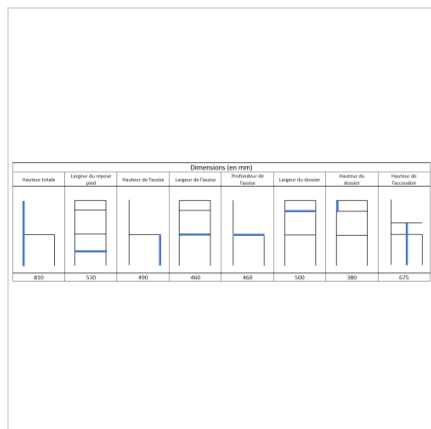 Dimensions (en mm)
Hauteur totale
Largeur du repose pied
Hauteur de l'assise
Largeur de l'assise
Profondeur de l'assise
Largeur du dossier
Hauteur du dossier
Hauteur de l'accoudoir
810 530 490 460 460 500 380 675